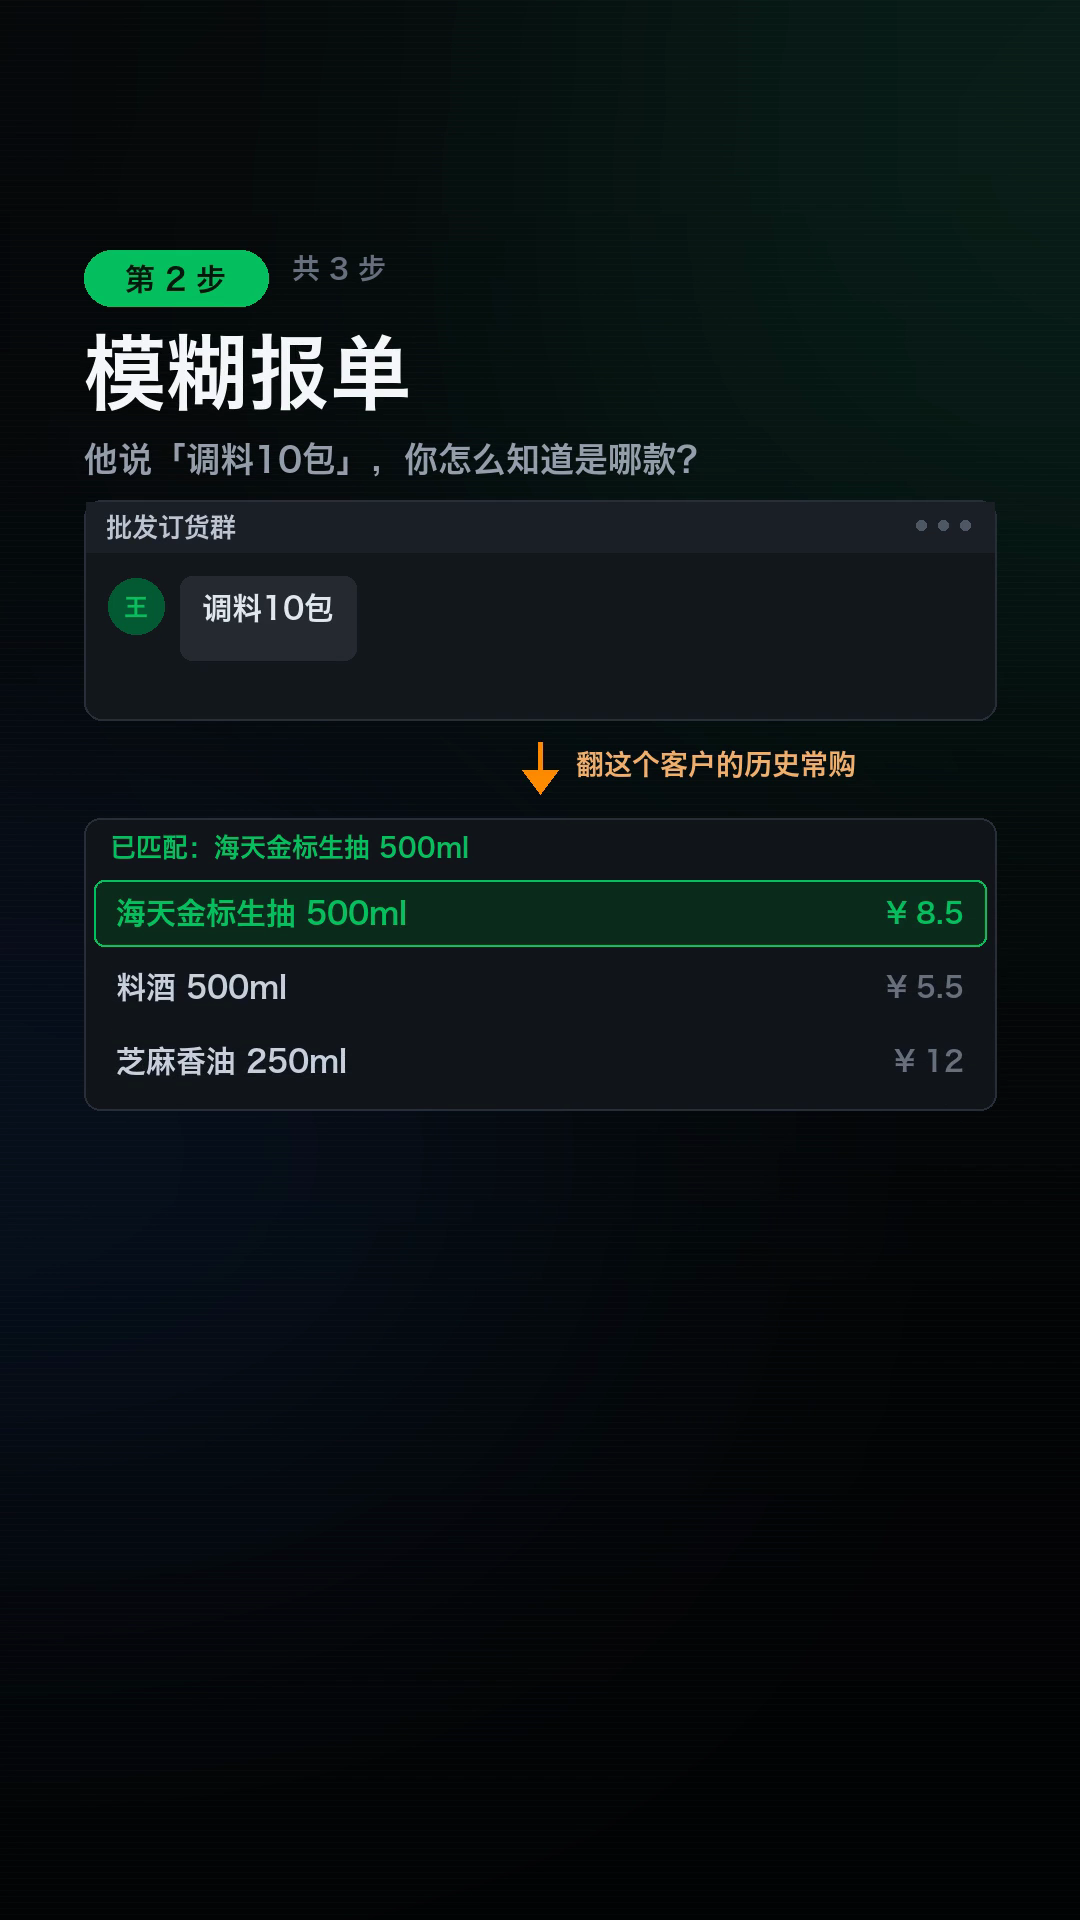 第 2 步
共 3 步
模糊报单
他说「调料10包」，你怎么知道是哪款？
批发订货群
王
调料10包
翻这个客户的历史常购
已匹配：海天金标生抽 500ml
海天金标生抽 500ml
¥ 8.5
料酒 500ml
¥ 5.5
芝麻香油 250ml
¥ 12